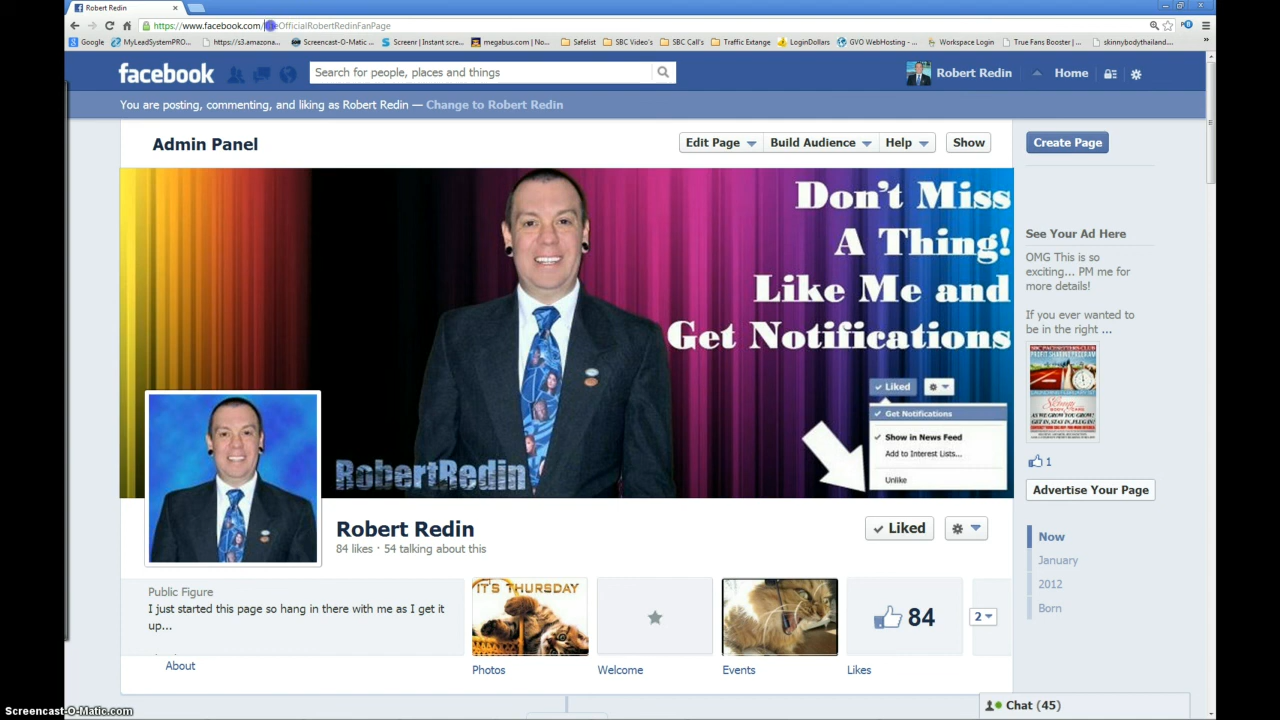 Robert Redin
https://www.facebook.com/
OfficialRobertRedinFanPage
Google
MyLeadSystemPRO...
https://s3.amazona...
Screencast-O-Matic ...
Screenr | Instant scre...
megabus.com | No...
Safelist
SBC Video's
SBC Call's
Traffic Extange
LoginDollars
GVO WebHosting - ...
Workspace Login
True Fans Booster | ...
skinnybodythailand...
facebook
Search for people, places and things
Robert Redin
Home
You are posting, commenting, and liking as Robert Redin — Change to Robert Redin
Admin Panel
Edit Page
Build Audience
Help
Show
Create Page
Don't Miss
A Thing!
Like Me and
Get Notifications
Liked
Get Notifications
Show in News Feed
Add to Interest Lists...
Unlike
RobertRedin
See Your Ad Here
OMG This is so
exciting... PM me for
more details!
If you ever wanted to
be in the right ...
1
Advertise Your Page
Robert Redin
84 likes · 54 talking about this
Liked
Now
January
2012
Born
Public Figure
I just started this page so hang in there with me as I get it
up...
About
IT'S THURSDAY
Photos
Welcome
Events
84
Likes
2
Chat (45)
Screencast-O-Matic.com